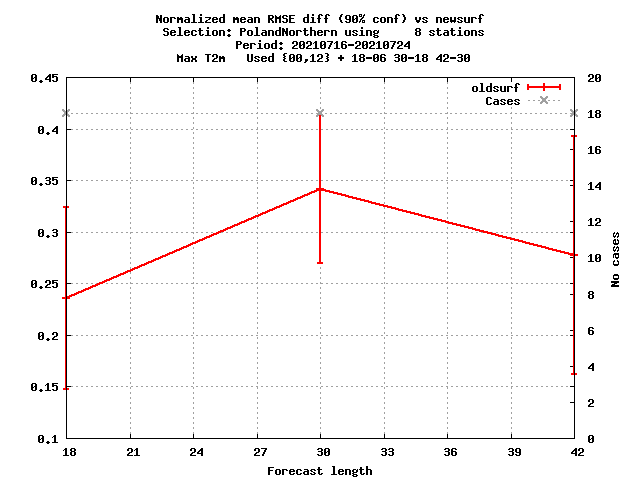 Normalized mean RMSE diff (90% conf) vs newsurf
Selection: PolandNorthern using     8 stations
Period: 20210716-20210724
Max T2m   Used {00,12} + 18-06 30-18 42-30
oldsurf
Cases
0.45
0.4
0.35
0.3
0.25
0.2
0.15
0.1
20
18
16
14
12
10
8
6
4
2
0
No cases
18 21 24 27 30 33 36 39 42
Forecast length